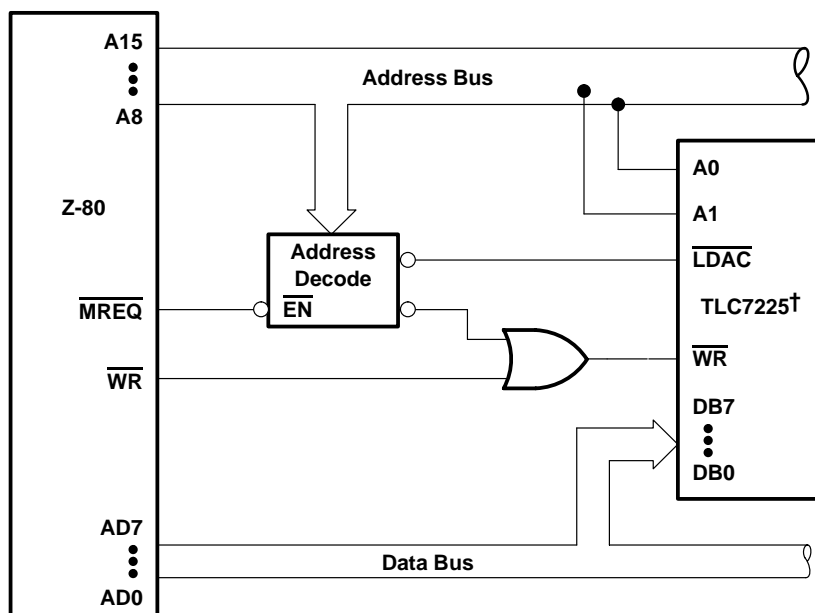 A15
Address Bus
A8
A0
Z-80
A1
Address
Decode
LDAC
MREQ
EN
TLC7225†
WR
WR
DB7
DB0
AD7
Data Bus
AD0